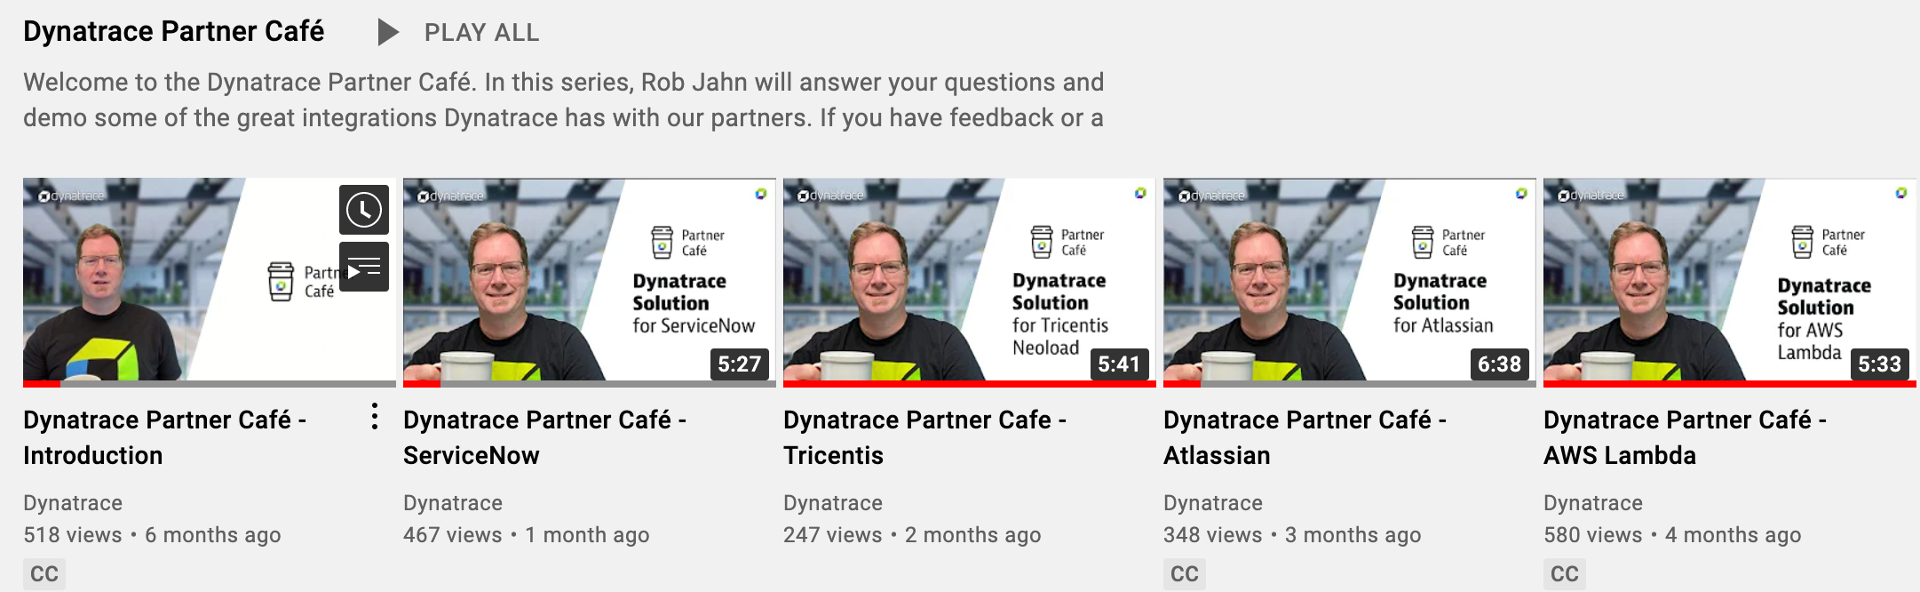 Dynatrace Partner Café
PLAY ALL
Welcome to the Dynatrace Partner Café. In this series, Rob Jahn will answer your questions and
demo some of the great integrations Dynatrace has with our partners. If you have feedback or a
dynatrace
Partne
Café
dynatrace
Partner
Café
Dynatrace
Solution
for ServiceNow
5:27
dynatrace
Partner
Café
Dynatrace
Solution
for Tricentis
Neoload
5:41
dynatrace
Partner
Café
Dynatrace
Solution
for Atlassian
6:38
dynatrace
Partner
Café
Dynatrace
Solution
for AWS
Lambda
5:33
Dynatrace Partner Café -
Introduction
Dynatrace
518 views • 6 months ago
CC
Dynatrace Partner Café -
ServiceNow
Dynatrace
467 views • 1 month ago
Dynatrace Partner Cafe -
Tricentis
Dynatrace
247 views • 2 months ago
Dynatrace Partner Café -
Atlassian
Dynatrace
348 views • 3 months ago
CC
Dynatrace Partner Café -
AWS Lambda
Dynatrace
580 views • 4 months ago
CC